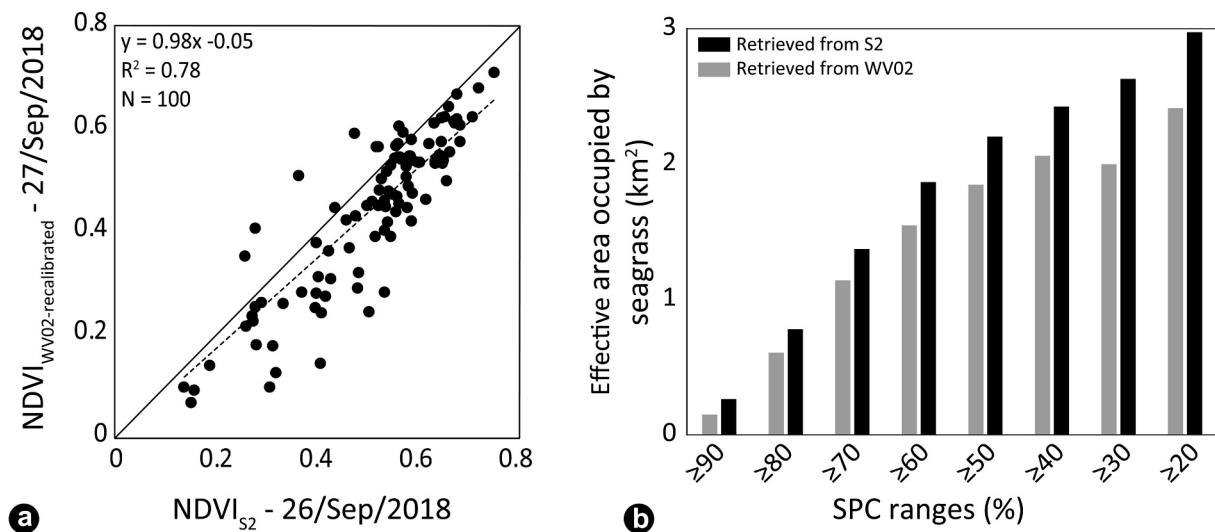 0.8
0.6
0.4
0.2
0
y = 0.98x -0.05
R² = 0.78
N = 100
NDVI_WV02-recalibrated - 27/Sep/2018
0 0.2 0.4 0.6 0.8
NDVI_S2 - 26/Sep/2018
a
3
2
1
0
Retrieved from S2
Retrieved from WV02
Effective area occupied by
seagrass (km²)
≥90 ≥80 ≥70 ≥60 ≥50 ≥40 ≥30 ≥20
SPC ranges (%)
b